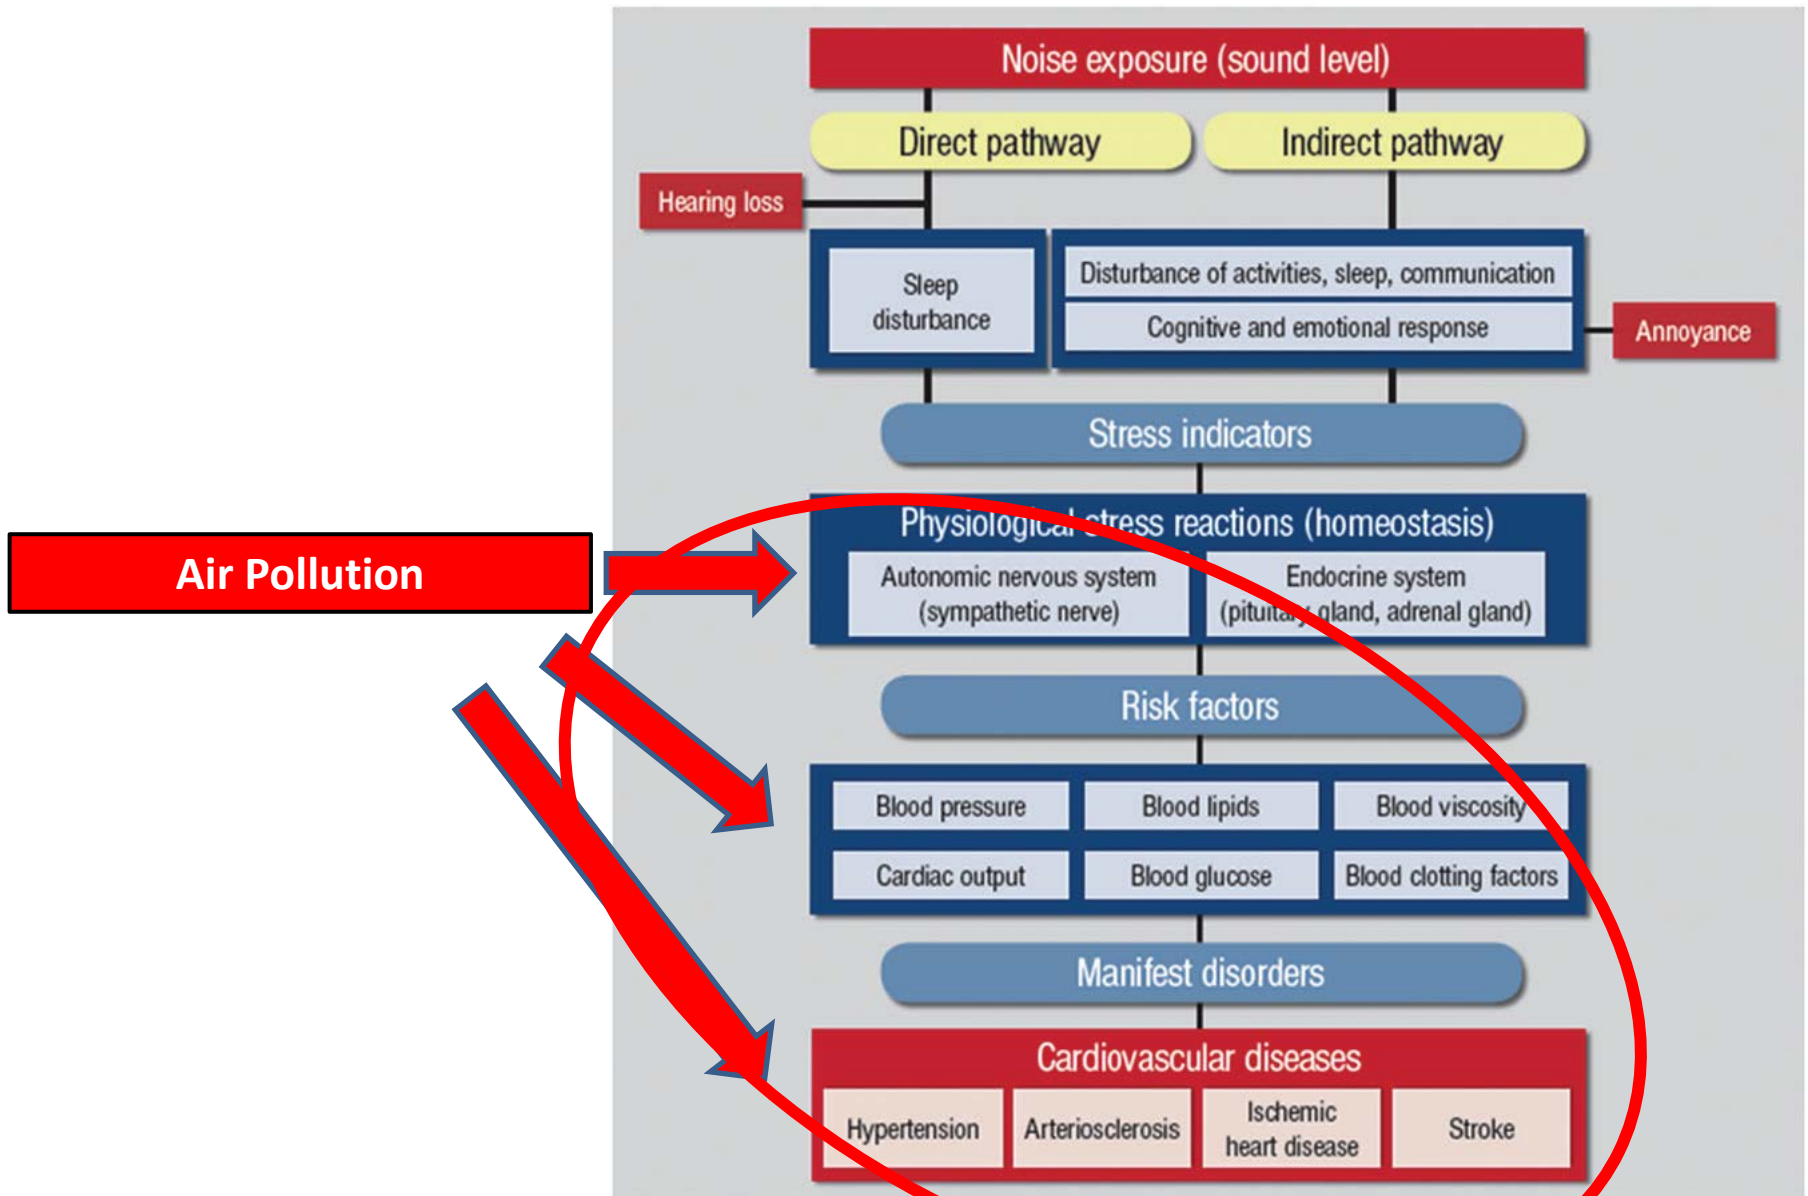 Noise exposure (sound level)
Direct pathway
Indirect pathway
Hearing loss
Sleep
disturbance
Disturbance of activities, sleep, communication
Cognitive and emotional response
Annoyance
Stress indicators
Air Pollution
Physiological stress reactions (homeostasis)
Autonomic nervous system
(sympathetic nerve)
Endocrine system
(pituitary gland, adrenal gland)
Risk factors
Blood pressure
Blood lipids
Blood viscosity
Cardiac output
Blood glucose
Blood clotting factors
Manifest disorders
Cardiovascular diseases
Hypertension
Arteriosclerosis
Ischemic
heart disease
Stroke